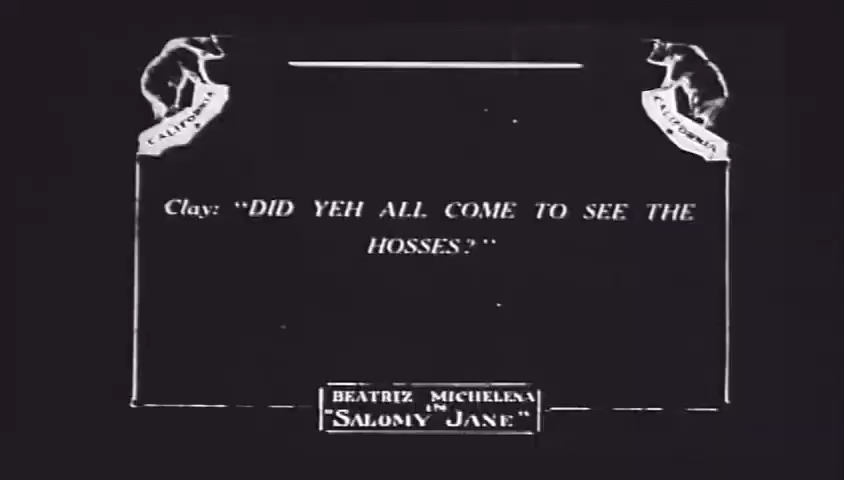 CALIFORNIA
CALIFORNIA
Clay: "DID YEH ALL COME TO SEE THE
HOSSES?"
BEATRIZ MICHELENA
IN
"SALOMY JANE"